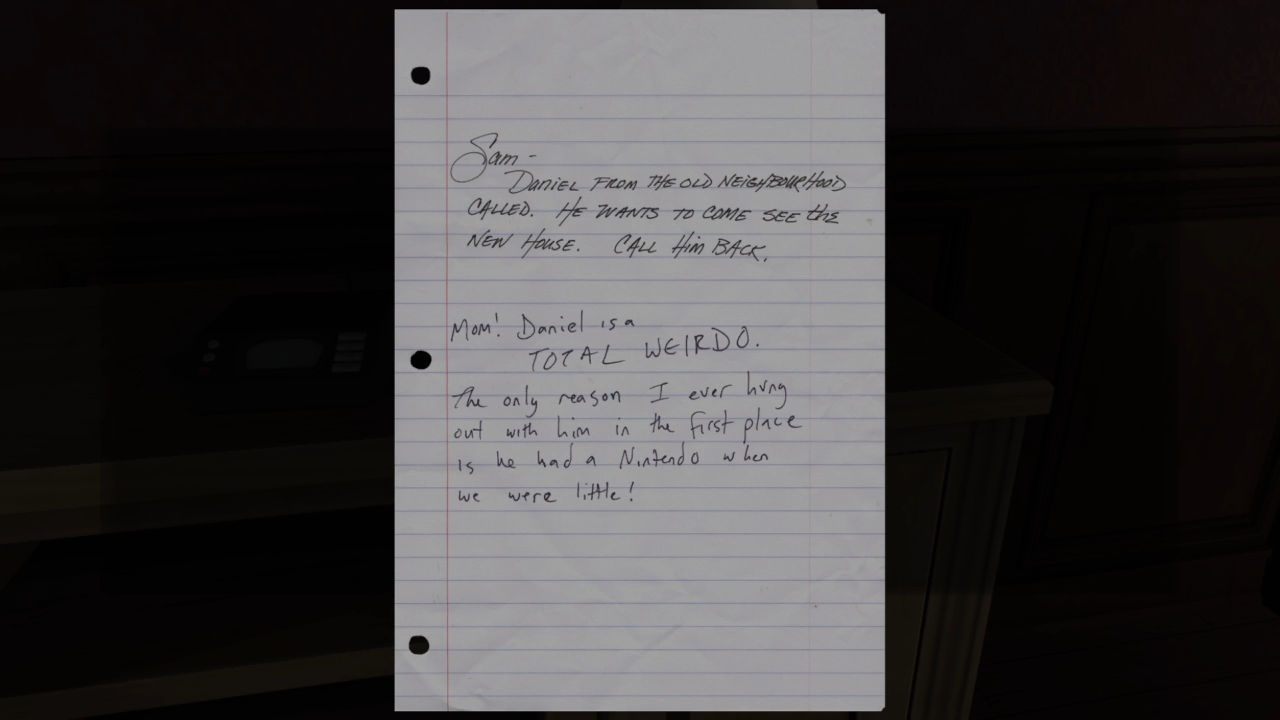 Sam -
DANIEL FROM THE OLD NEIGHBOURHOOD
CALLED. HE WANTS TO COME SEE the
NEW HOUSE. CALL HIM BACK.
Mom! Daniel is a
TOTAL WEIRDO.
The only reason I ever hung
out with him in the first place
is he had a Nintendo when
we were little!